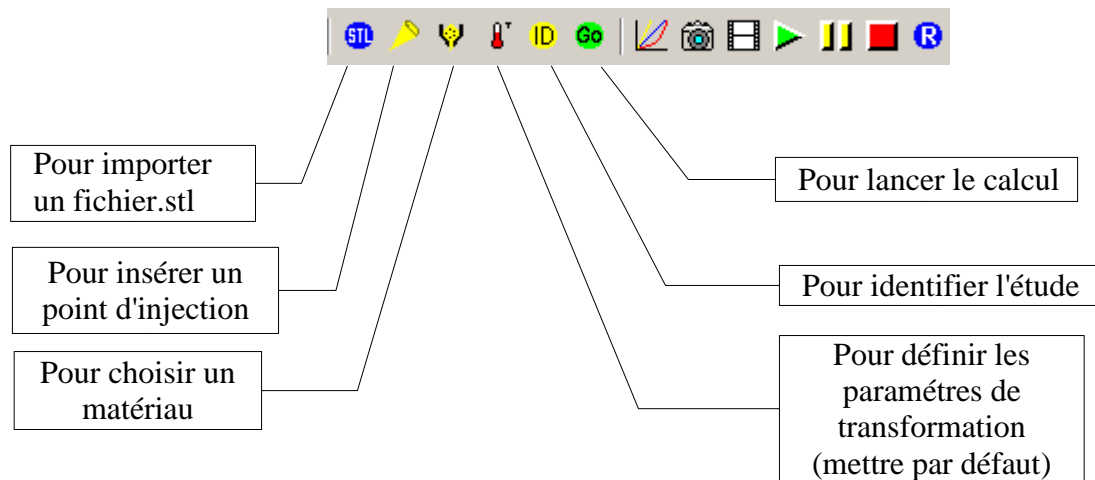 STL T ID Go R
Pour importer
un fichier.stl
Pour lancer le calcul
Pour insérer un
point d'injection
Pour identifier l'étude
Pour choisir un
matériau
Pour définir les
paramétres de
transformation
(mettre par défaut)